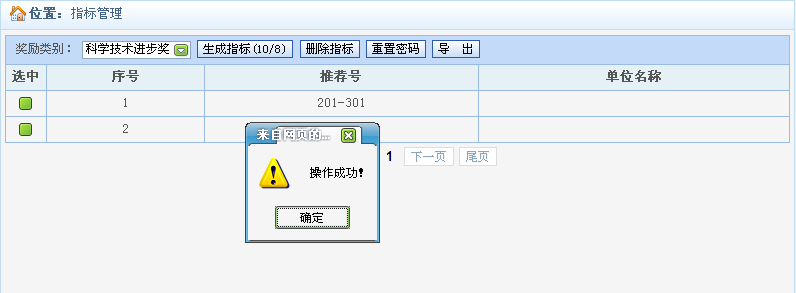 位置：指标管理
奖励类别： 科学技术进步奖 生成指标(10/8) 删除指标 重置密码 导 出
选中 序号 推荐号 单位名称
1 201-301
2
来自网页的...
操作成功!
确定
1 下一页 尾页